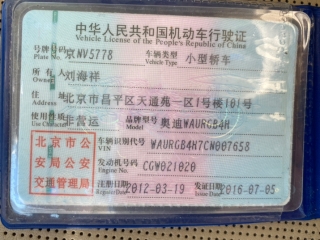 中华人民共和国机动车行驶证
Vehicle License of the People's Republic of China
号牌号码 京NV5778 车辆类型 小型轿车
Plate No. Vehicle Type
所有人 刘海祥
Owner
住址 北京市昌平区天通苑一区1号楼101号
Address
使用性质 非营运 品牌型号 奥迪WAURGB4H
Use Character Model
北京市公
安局公安
交通管理局
车辆识别代号 WAURGB4H7CN007658
VIN
发动机号码 CGW021020
Engine No.
注册日期 2012-03-19 发证日期 2016-07-05
Register Date Issue Date